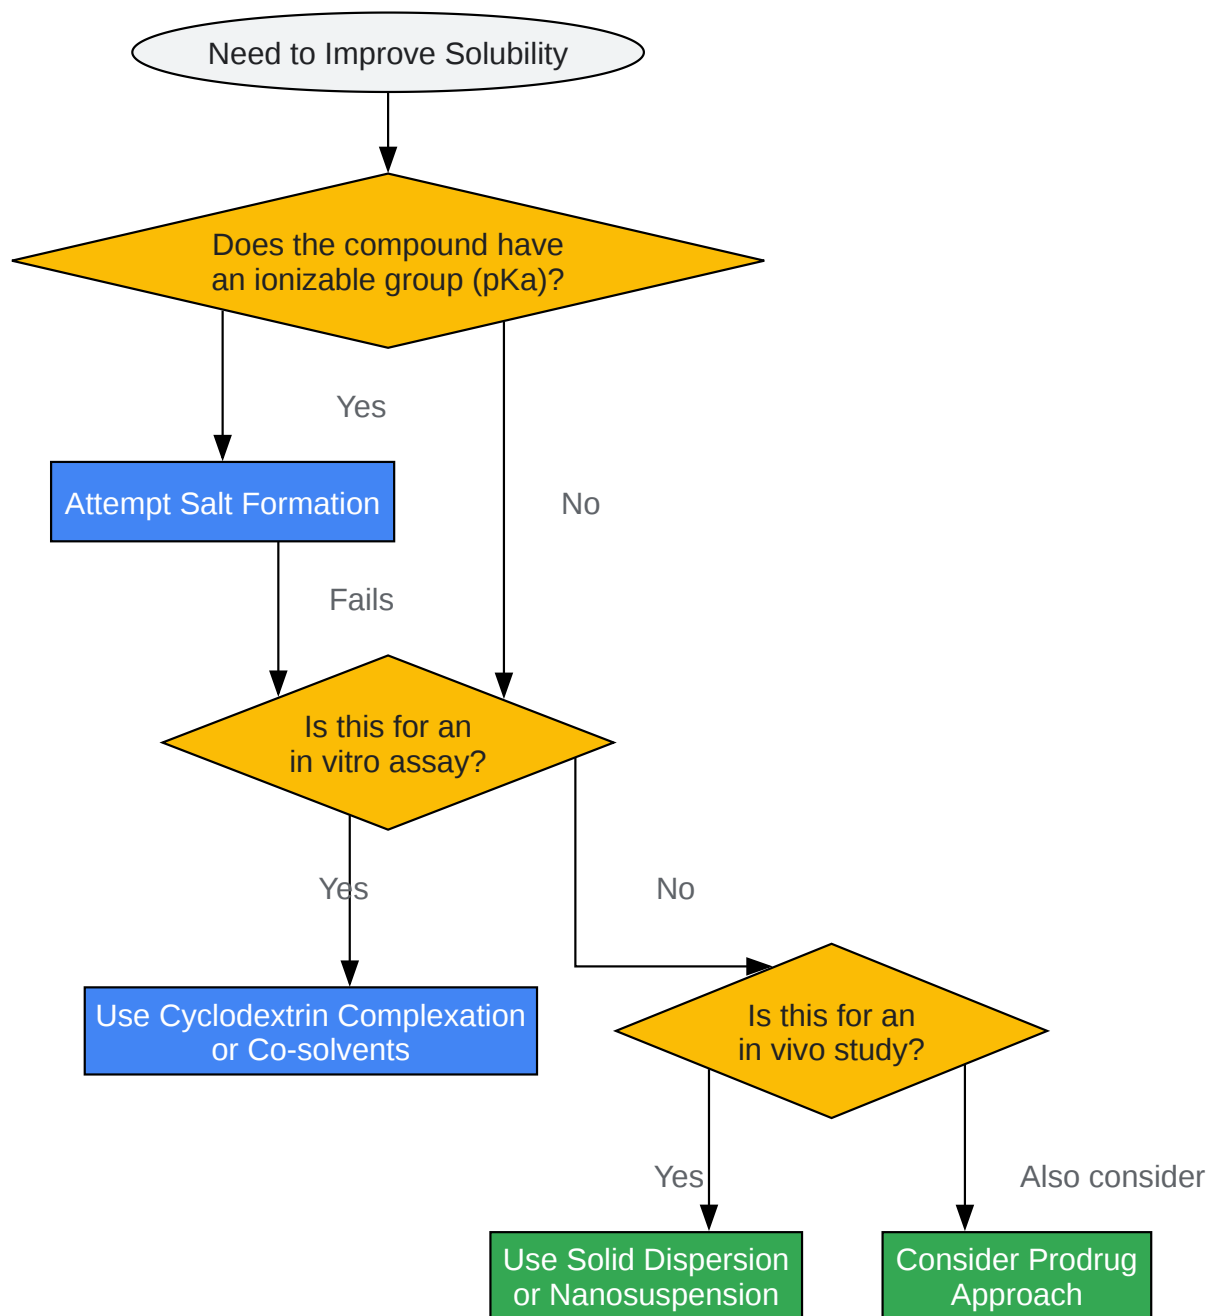 Need to Improve Solubility
Does the compound have
an ionizable group (pKa)?
Yes
Attempt Salt Formation
No
Fails
Is this for an
in vitro assay?
Yes
No
Use Cyclodextrin Complexation
or Co-solvents
Is this for an
in vivo study?
Yes
Also consider
Use Solid Dispersion
or Nanosuspension
Consider Prodrug
Approach